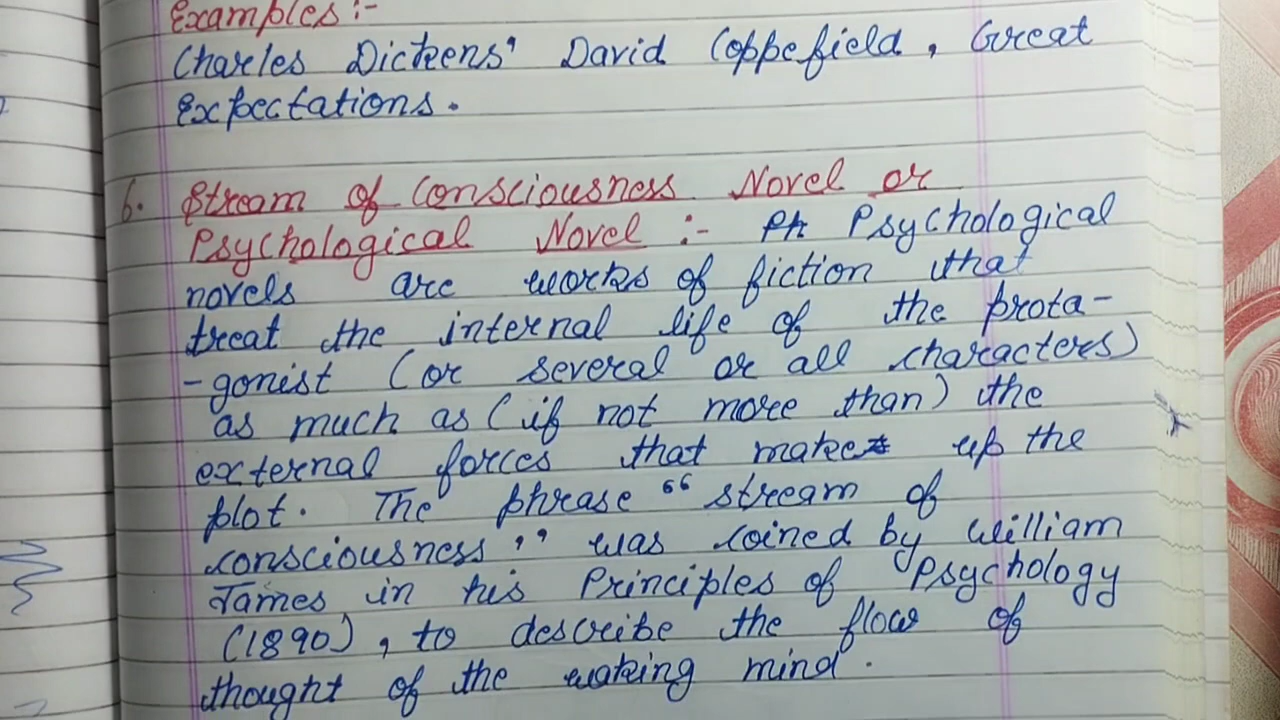 Examples :-
Charles Dickens' David Coppefield, Great
Expectations.
6. Stream of Consciousness Novel or
Psychological Novel :- Ph Psychological
novels are works of fiction that
treat the internal life of the prota-
-gonist (or several or all characters)
as much as (if not more than) the
external forces that make up the
plot. The phrase "stream of
consciousness" was coined by William
James in his Principles of Psychology
(1890), to describe the flow of
thought of the waking mind.